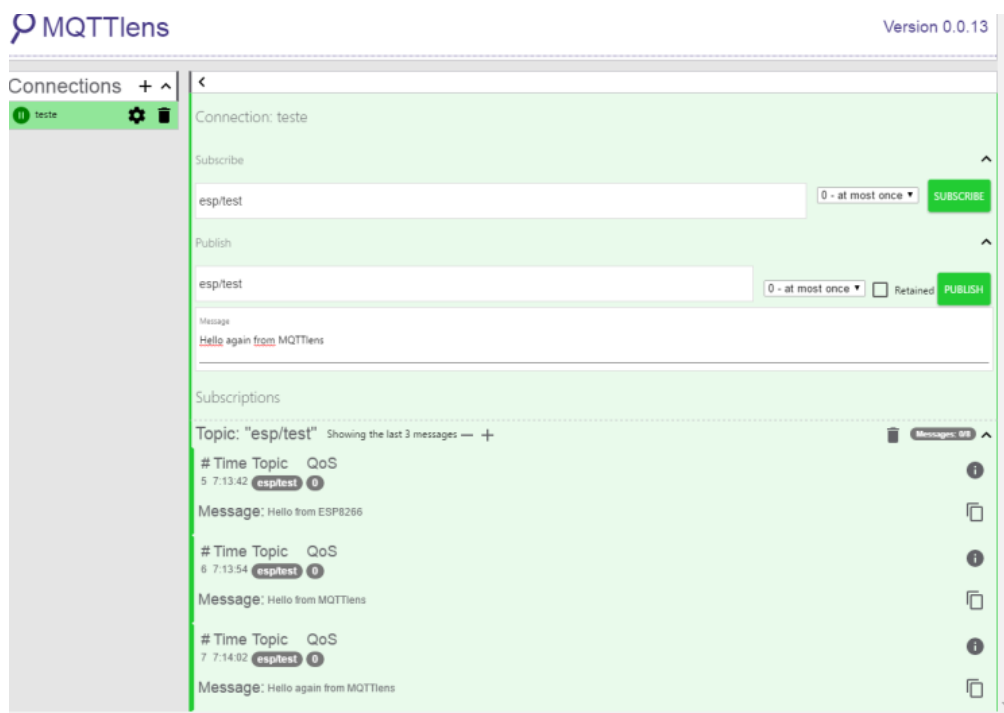 MQTTlens
Version 0.0.13
Connections + ^
teste
<
Connection: teste
Subscribe
esp/test
0 - at most once
SUBSCRIBE
Publish
esp/test
0 - at most once
Retained
PUBLISH
Message
Hello again from MQTTlens
Subscriptions
Topic: "esp/test" Showing the last 3 messages — +
Messages: 0/8
# Time Topic QoS
5 7:13:42 esp/test 0
Message: Hello from ESP8266
# Time Topic QoS
6 7:13:54 esp/test 0
Message: Hello from MQTTlens
# Time Topic QoS
7 7:14:02 esp/test 0
Message: Hello again from MQTTlens